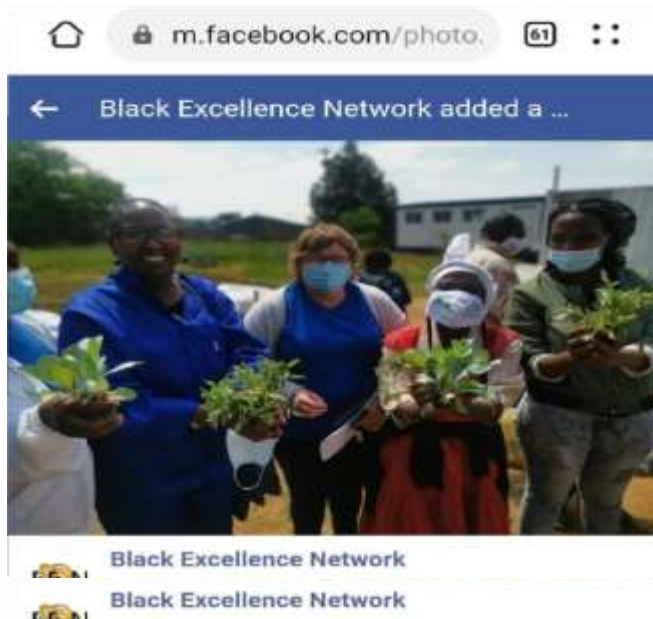 m.facebook.com/photo.
61
Black Excellence Network added a ...
Black Excellence Network
Black Excellence Network